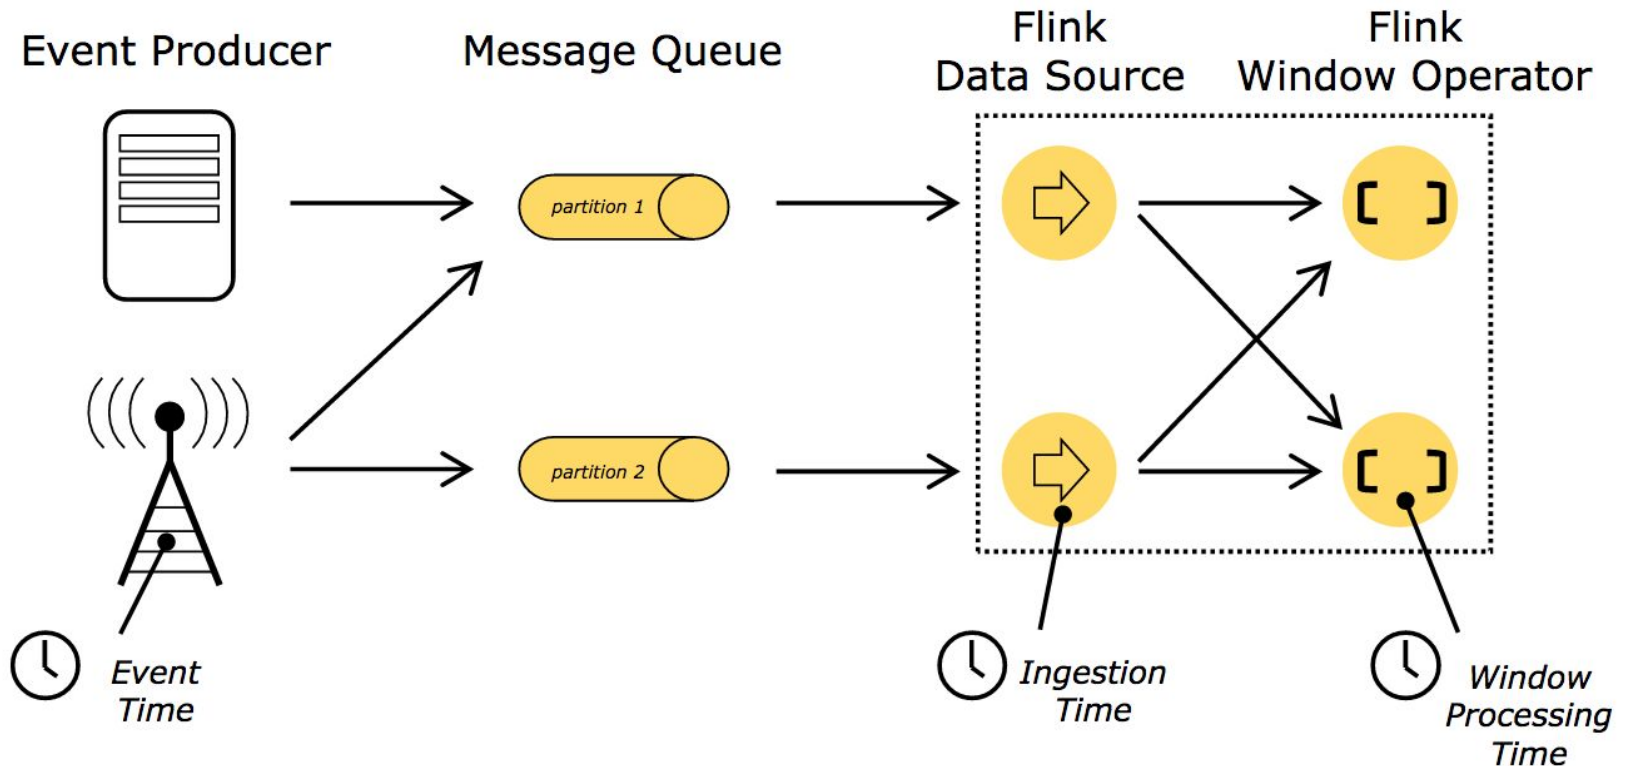 Event Producer
Message Queue
Flink
Data Source
Flink
Window Operator
partition 1
partition 2
Event
Time
Ingestion
Time
Window
Processing
Time